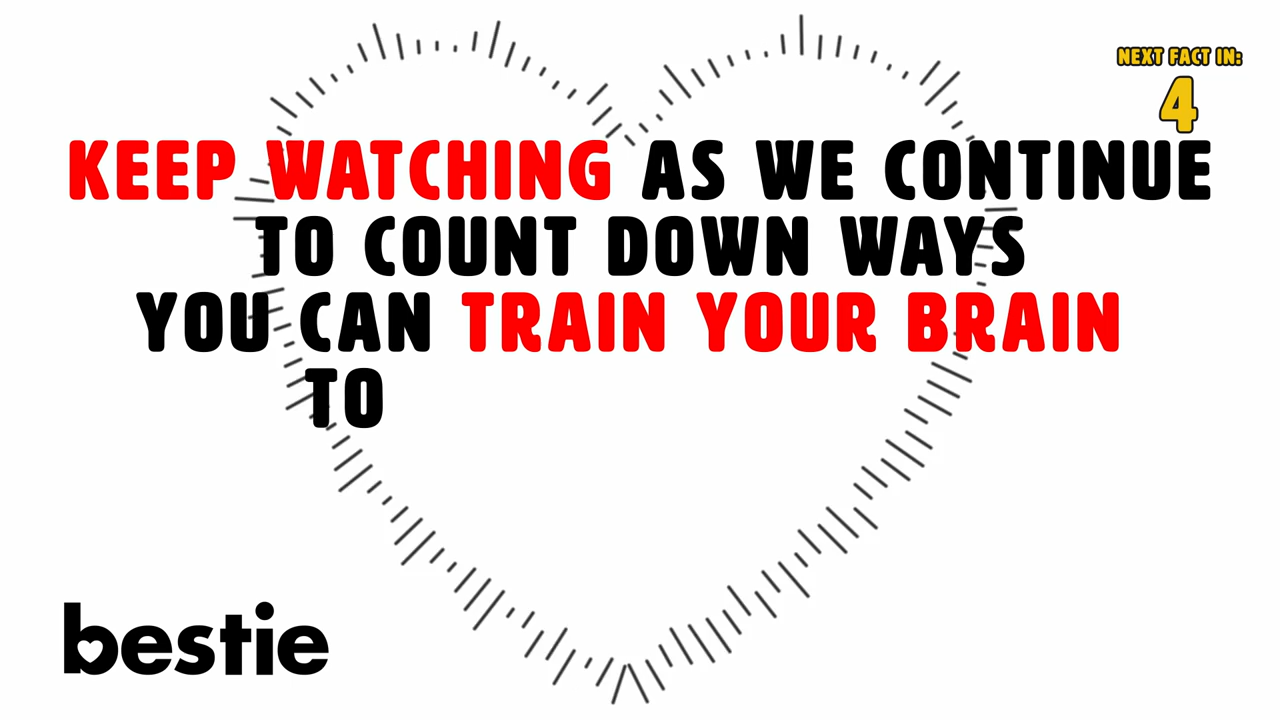 NEXT FACT IN:
4
KEEP WATCHING AS WE CONTINUE
TO COUNT DOWN WAYS
YOU CAN TRAIN YOUR BRAIN
TO
bestie